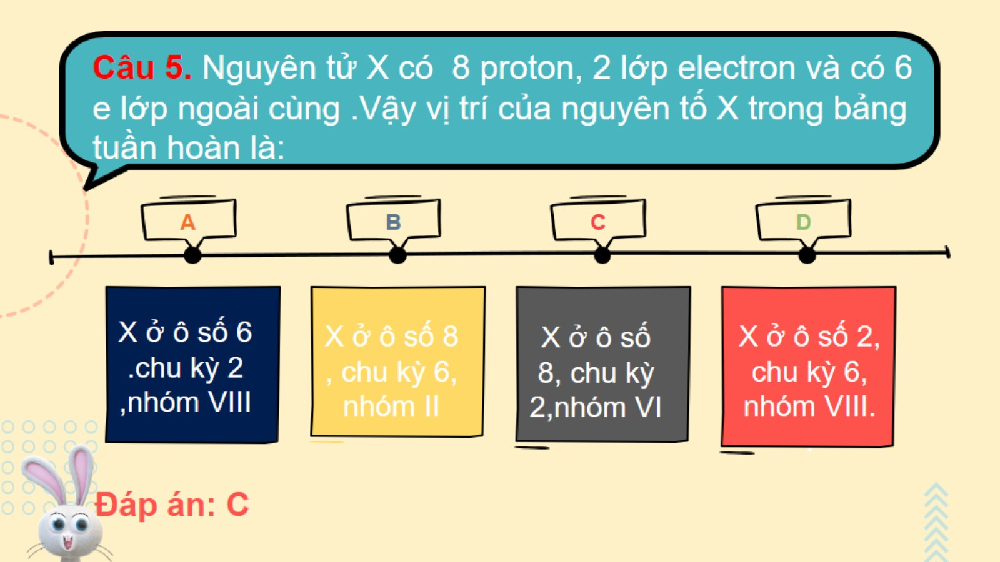 Câu 5. Nguyên tử X có 8 proton, 2 lớp electron và có 6
e lớp ngoài cùng .Vậy vị trí của nguyên tố X trong bảng
tuần hoàn là:
A
B
C
D
X ở ô số 6
.chu kỳ 2
,nhóm VIII
X ở ô số 8
, chu kỳ 6,
nhóm II
X ở ô số
8, chu kỳ
2,nhóm VI
X ở ô số 2,
chu kỳ 6,
nhóm VIII.
Đáp án: C